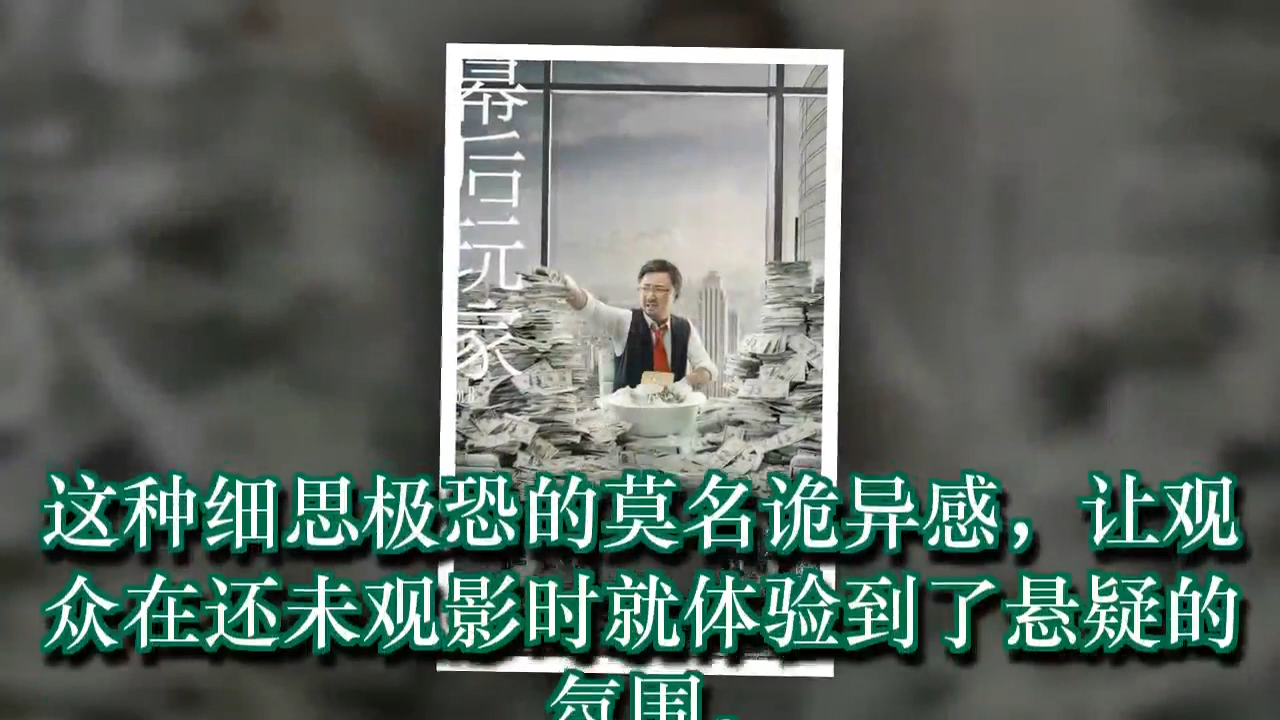 幕后玩家
这种细思极恐的莫名诡异感，让观
众在还未观影时就体验到了悬疑的
氛围。